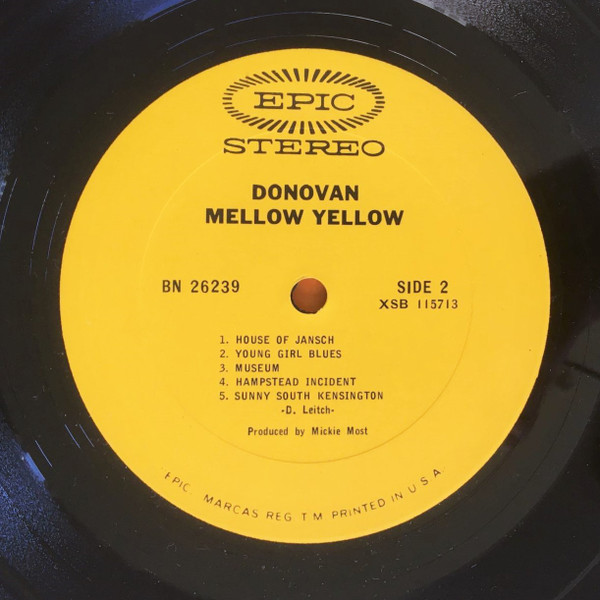 EPIC
STEREO
DONOVAN
MELLOW YELLOW
BN 26239
SIDE 2
XSB 115713
1. HOUSE OF JANSCH
2. YOUNG GIRL BLUES
3. MUSEUM
4. HAMPSTEAD INCIDENT
5. SUNNY SOUTH KENSINGTON
-D. Leitch-
Produced by Mickie Most
EPIC. MARCAS REG. T.M. PRINTED IN U.S.A.